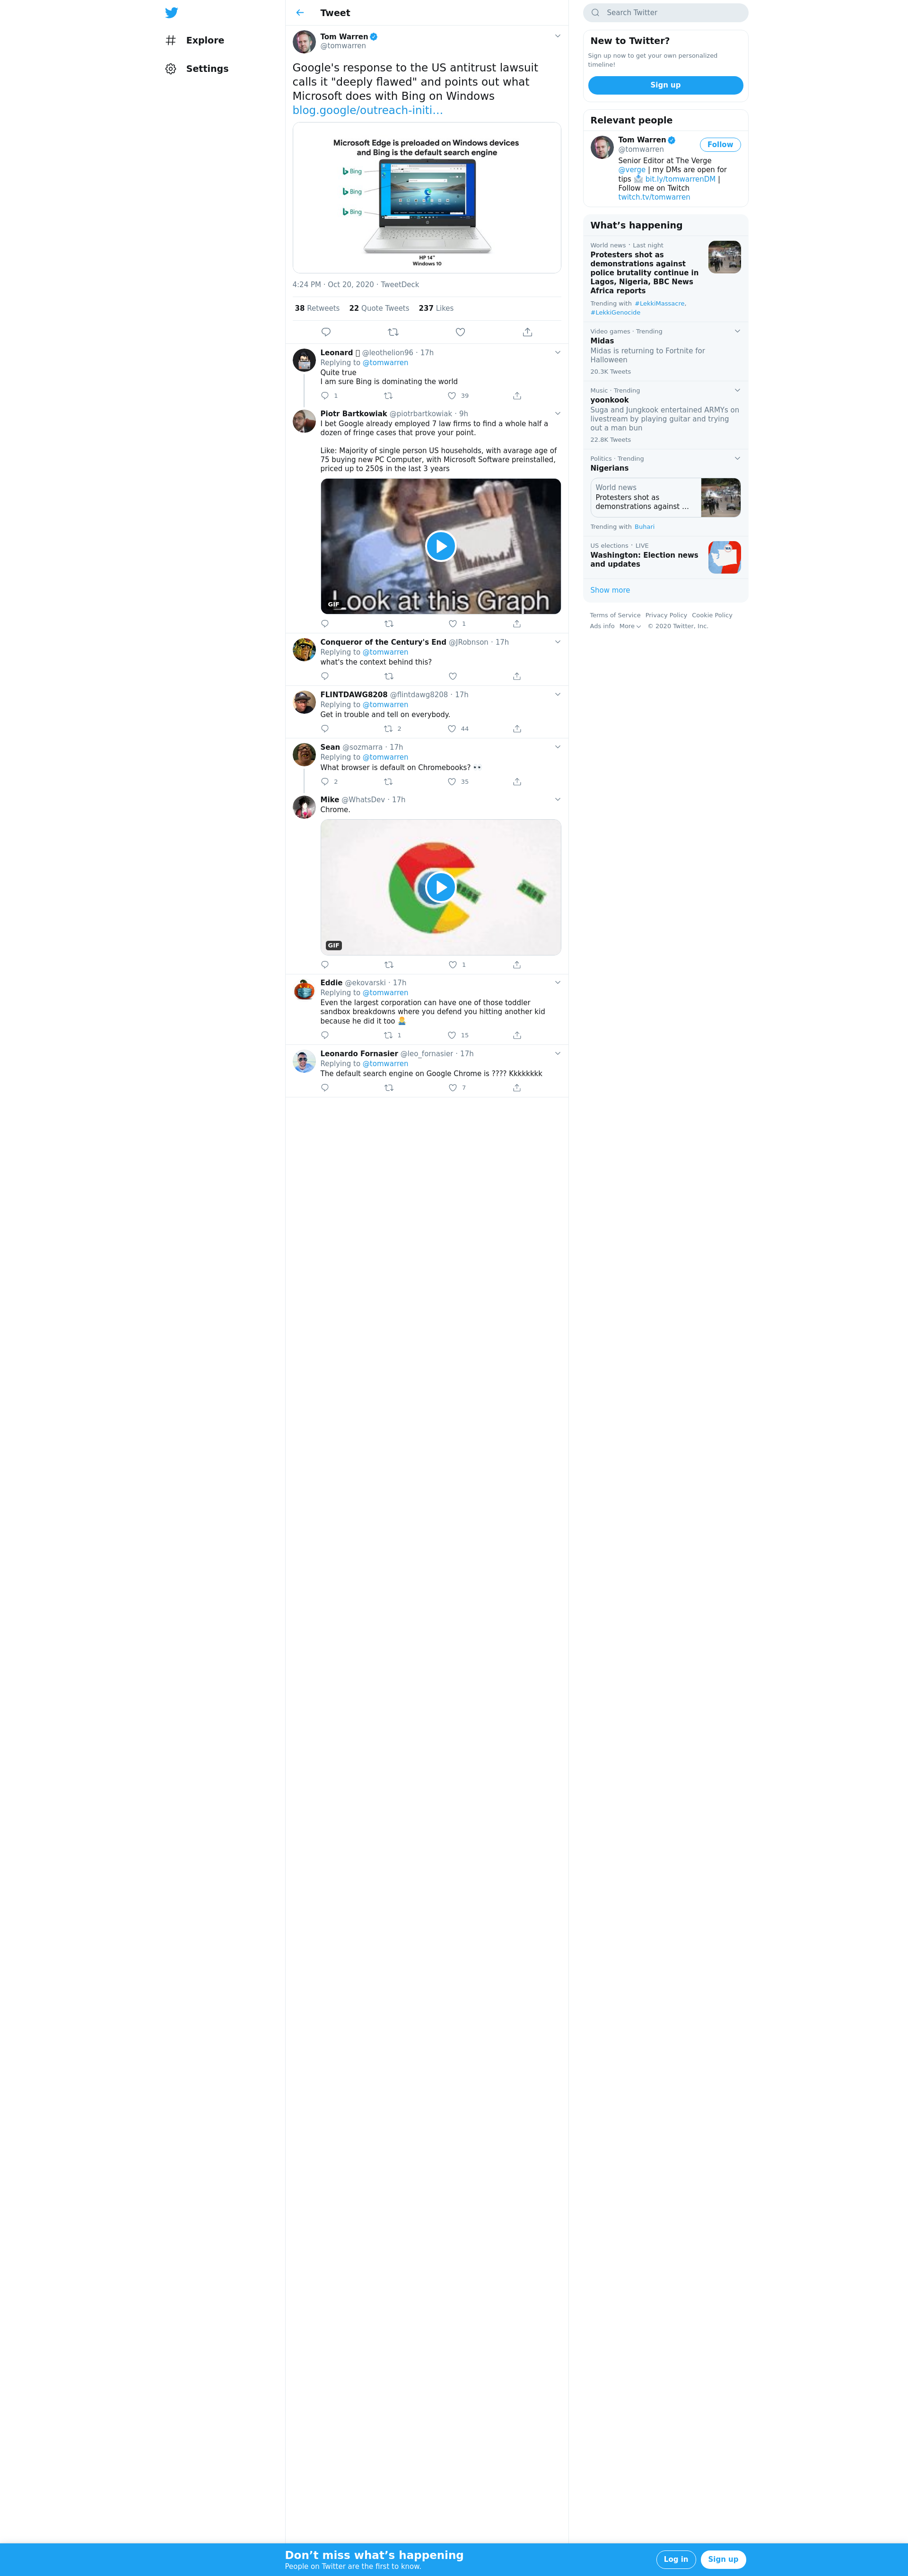 Explore
Settings
Tweet
Tom Warren
@tomwarren
Google's response to the US antitrust lawsuit
calls it "deeply flawed" and points out what
Microsoft does with Bing on Windows
blog.google/outreach-initi…
Microsoft Edge is preloaded on Windows devices
and Bing is the default search engine
Bing
Bing
Bing
HP 14"
Windows 10
4:24 PM · Oct 20, 2020 · TweetDeck
38 Retweets 22 Quote Tweets 237 Likes
Leonard @leothelion96 · 17h
Replying to @tomwarren
Quite true
I am sure Bing is dominating the world
1 39
Piotr Bartkowiak @piotrbartkowiak · 9h
I bet Google already employed 7 law firms to find a whole half a
dozen of fringe cases that prove your point.
Like: Majority of single person US households, with avarage age of
75 buying new PC Computer, with Microsoft Software preinstalled,
priced up to 250$ in the last 3 years
Look at this Graph
GIF
1
Conqueror of the Century's End @JRobnson · 17h
Replying to @tomwarren
what's the context behind this?
FLINTDAWG8208 @flintdawg8208 · 17h
Replying to @tomwarren
Get in trouble and tell on everybody.
2 44
Sean @sozmarra · 17h
Replying to @tomwarren
What browser is default on Chromebooks? 👀
2 35
Mike @WhatsDev · 17h
Chrome.
GIF
1
Eddie @ekovarski · 17h
Replying to @tomwarren
Even the largest corporation can have one of those toddler
sandbox breakdowns where you defend you hitting another kid
because he did it too 🤷‍♂️
1 15
Leonardo Fornasier @leo_fornasier · 17h
Replying to @tomwarren
The default search engine on Google Chrome is ???? Kkkkkkkk
7
Search Twitter
New to Twitter?
Sign up now to get your own personalized
timeline!
Sign up
Relevant people
Tom Warren
@tomwarren
Follow
Senior Editor at The Verge
@verge | my DMs are open for
tips 📩 bit.ly/tomwarrenDM |
Follow me on Twitch
twitch.tv/tomwarren
What's happening
World news · Last night
Protesters shot as
demonstrations against
police brutality continue in
Lagos, Nigeria, BBC News
Africa reports
Trending with #LekkiMassacre,
#LekkiGenocide
Video games · Trending
Midas
Midas is returning to Fortnite for
Halloween
20.3K Tweets
Music · Trending
yoonkook
Suga and Jungkook entertained ARMYs on
livestream by playing guitar and trying
out a man bun
22.8K Tweets
Politics · Trending
Nigerians
World news
Protesters shot as
demonstrations against …
Trending with Buhari
US elections · LIVE
Washington: Election news
and updates
Show more
Terms of Service Privacy Policy Cookie Policy
Ads info More © 2020 Twitter, Inc.
Don't miss what's happening
People on Twitter are the first to know.
Log in
Sign up